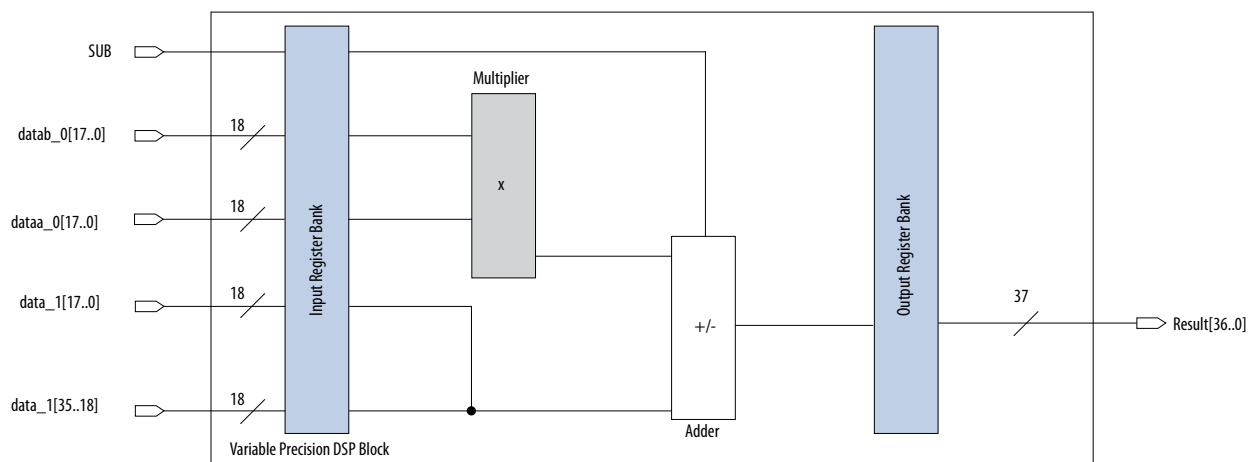 SUB
Multiplier
datab_0[17..0]
18
x
dataa_0[17..0]
18
Input Register Bank
Output Register Bank
data_1[17..0]
18
+/-
37
Result[36..0]
data_1[35..18]
18
Adder
Variable Precision DSP Block